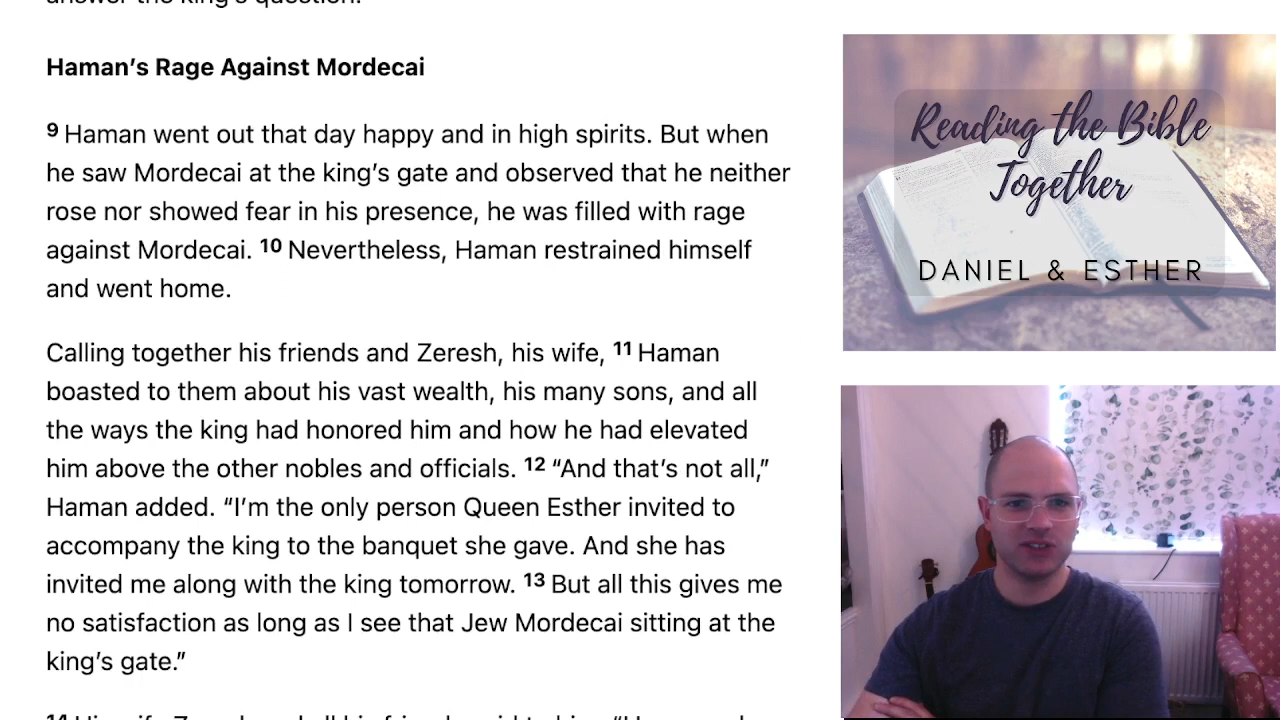 answer the king's question.
Haman’s Rage Against Mordecai
9 Haman went out that day happy and in high spirits. But when
he saw Mordecai at the king’s gate and observed that he neither
rose nor showed fear in his presence, he was filled with rage
against Mordecai. 10 Nevertheless, Haman restrained himself
and went home.
Calling together his friends and Zeresh, his wife, 11 Haman
boasted to them about his vast wealth, his many sons, and all
the ways the king had honored him and how he had elevated
him above the other nobles and officials. 12 “And that’s not all,”
Haman added. “I’m the only person Queen Esther invited to
accompany the king to the banquet she gave. And she has
invited me along with the king tomorrow. 13 But all this gives me
no satisfaction as long as I see that Jew Mordecai sitting at the
king’s gate.”
Reading the Bible
Together
DANIEL & ESTHER